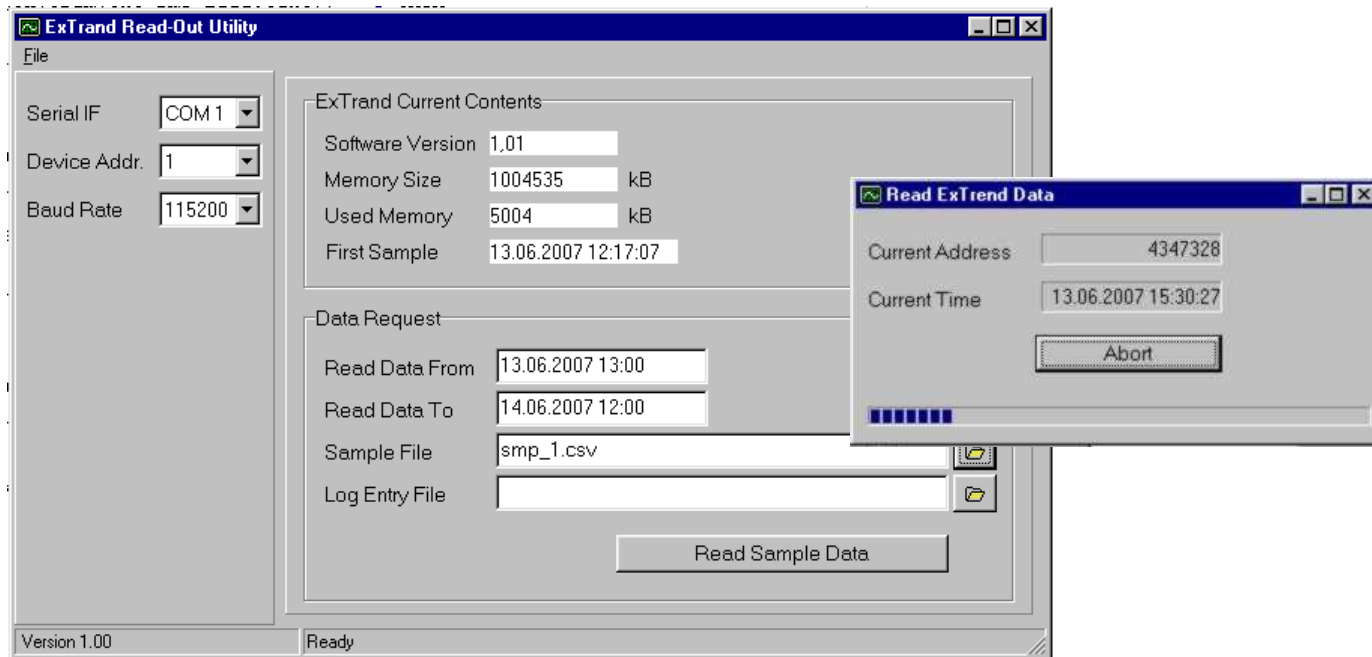 ExTrand Read-Out Utility
File
Serial IF COM 1
Device Addr. 1
Baud Rate 115200
ExTrand Current Contents
Software Version 1,01
Memory Size 1004535 kB
Used Memory 5004 kB
First Sample 13.06.2007 12:17:07
Data Request
Read Data From 13.06.2007 13:00
Read Data To 14.06.2007 12:00
Sample File smp_1.csv
Log Entry File
Read Sample Data
Version 1.00 Ready
Read ExTrend Data
Current Address 4347328
Current Time 13.06.2007 15:30:27
Abort